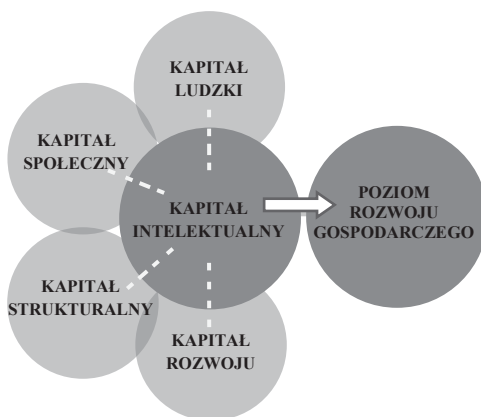 KAPITAŁ
LUDZKI
KAPITAŁ
SPOŁECZNY
KAPITAŁ
INTELEKTUALNY
POZIOM
ROZWOJU
GOSPODARCZEGO
KAPITAŁ
STRUKTURALNY
KAPITAŁ
ROZWOJU